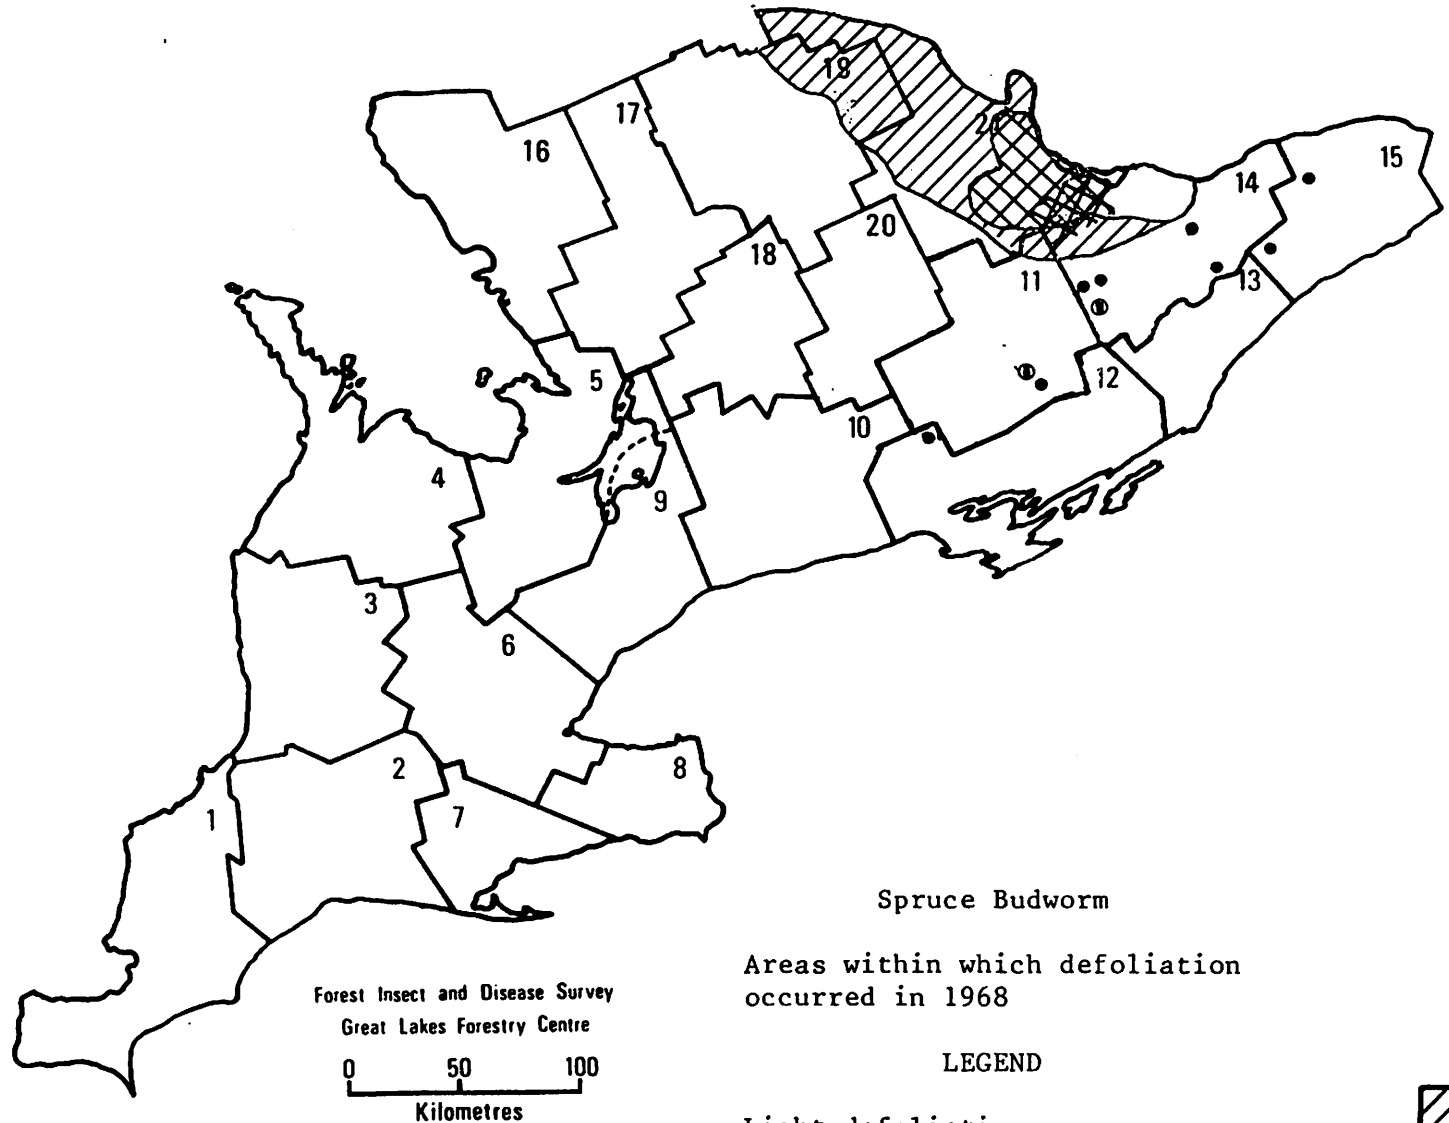 19
17
16
15
14
20
18
11
13
5
12
10
4
9
3
6
2
8
1
7
Spruce Budworm
Areas within which defoliation
occurred in 1968
Forest Insect and Disease Survey
Great Lakes Forestry Centre
LEGEND
0 50 100
Kilometres
Light